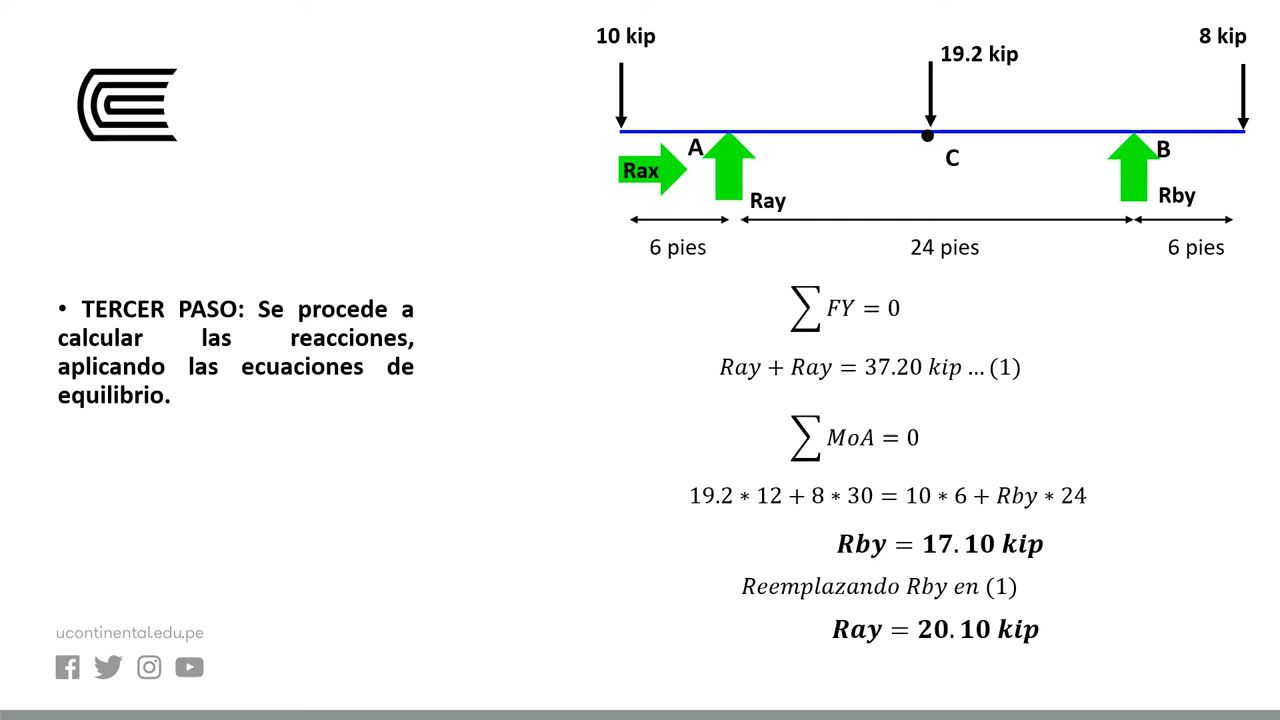 10 kip
8 kip
19.2 kip
A
B
Rax
C
Ray
Rby
6 pies
24 pies
6 pies
• TERCER PASO: Se procede a
calcular las reacciones,
aplicando las ecuaciones de
equilibrio.
∑ FY = 0
Ray + Ray = 37.20 kip … (1)
∑ MoA = 0
19.2 ∗ 12 + 8 ∗ 30 = 10 ∗ 6 + Rby ∗ 24
Rby = 17.10 kip
Reemplazando Rby en (1)
Ray = 20.10 kip
ucontinental.edu.pe